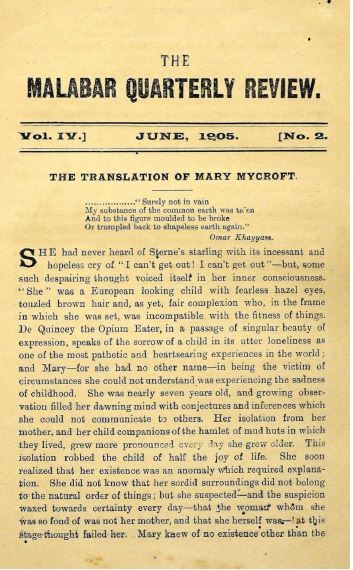 THE
MALABAR QUARTERLY REVIEW.
Vol. IV.] JUNE, 1905. [No. 2.
THE TRANSLATION OF MARY MYCROFT.
.................."Surely not in vain
My substance of the common earth was ta'en
And to this figure moulded to be broke
Or trampled back to shapeless earth again."
Omar Khayyam.
SHE had never heard of Sterne's starling with its incessant and
hopeless cry of "I can't get out! I can't get out"—but, some
such despairing thought voiced itself in her inner consciousness.
"She" was a European looking child with fearless hazel eyes,
touzled brown hair and, as yet, fair complexion who, in the frame
in which she was set, was incompatible with the fitness of things.
De Quincey the Opium Eater, in a passage of singular beauty of
expression, speaks of the sorrow of a child in its utter loneliness as
one of the most pathetic and heartsearing experiences in the world;
and Mary—for she had no other name—in being the victim of
circumstances she could not understand was experiencing the sadness
of childhood. She was nearly seven years old, and growing obser-
vation filled her dawning mind with conjectures and inferences which
she could not communicate to others. Her isolation from her
mother, and her child companions of the hamlet of mud huts in which
they lived, grew more pronounced every day she grew older. This
isolation robbed the child of half the joy of life. She soon
realized that her existence was an anomaly which required explana-
tion. She did not know that her sordid surroundings did not belong
to the natural order of things; but she suspected—and the suspicion
waxed towards certainty every day—that the woman whom she
was so fond of was not her mother, and that she herself was—! at this
stage thought failed her. Mary knew of no existence other than the